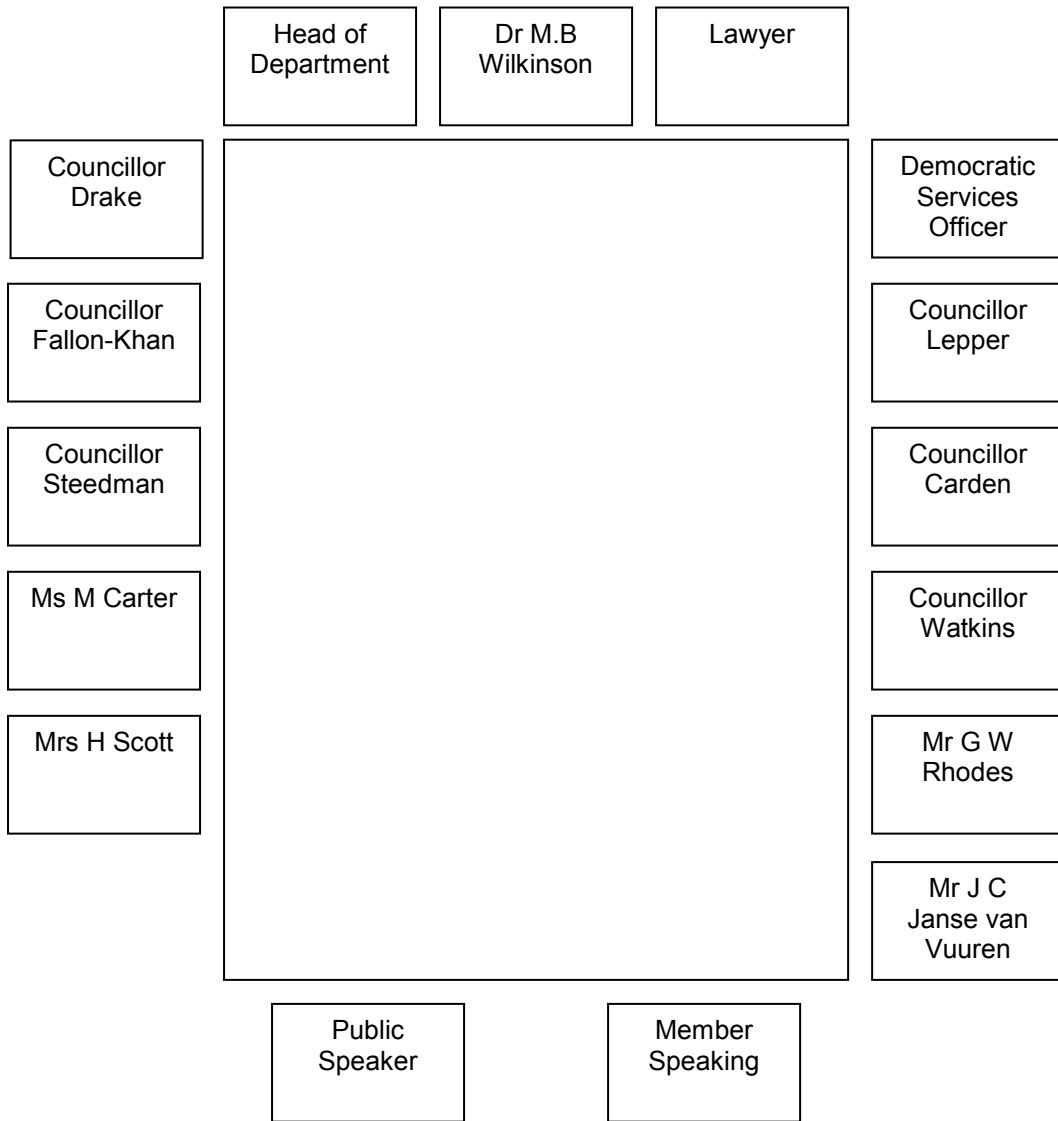 Head of
Department
Dr M.B
Wilkinson
Lawyer
Councillor
Drake
Democratic
Services
Officer
Councillor
Fallon-Khan
Councillor
Lepper
Councillor
Steedman
Councillor
Carden
Ms M Carter
Councillor
Watkins
Mrs H Scott
Mr G W
Rhodes
Mr J C
Janse van
Vuuren
Public
Speaker
Member
Speaking